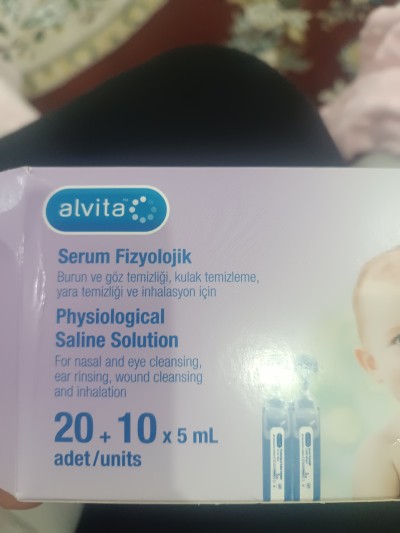 alvita™
Serum Fizyolojik
Burun ve göz temizliği, kulak temizleme,
yara temizliği ve inhalasyon için
Physiological
Saline Solution
For nasal and eye cleansing,
ear rinsing, wound cleansing
and inhalation
20 + 10 x 5 mL
adet/units